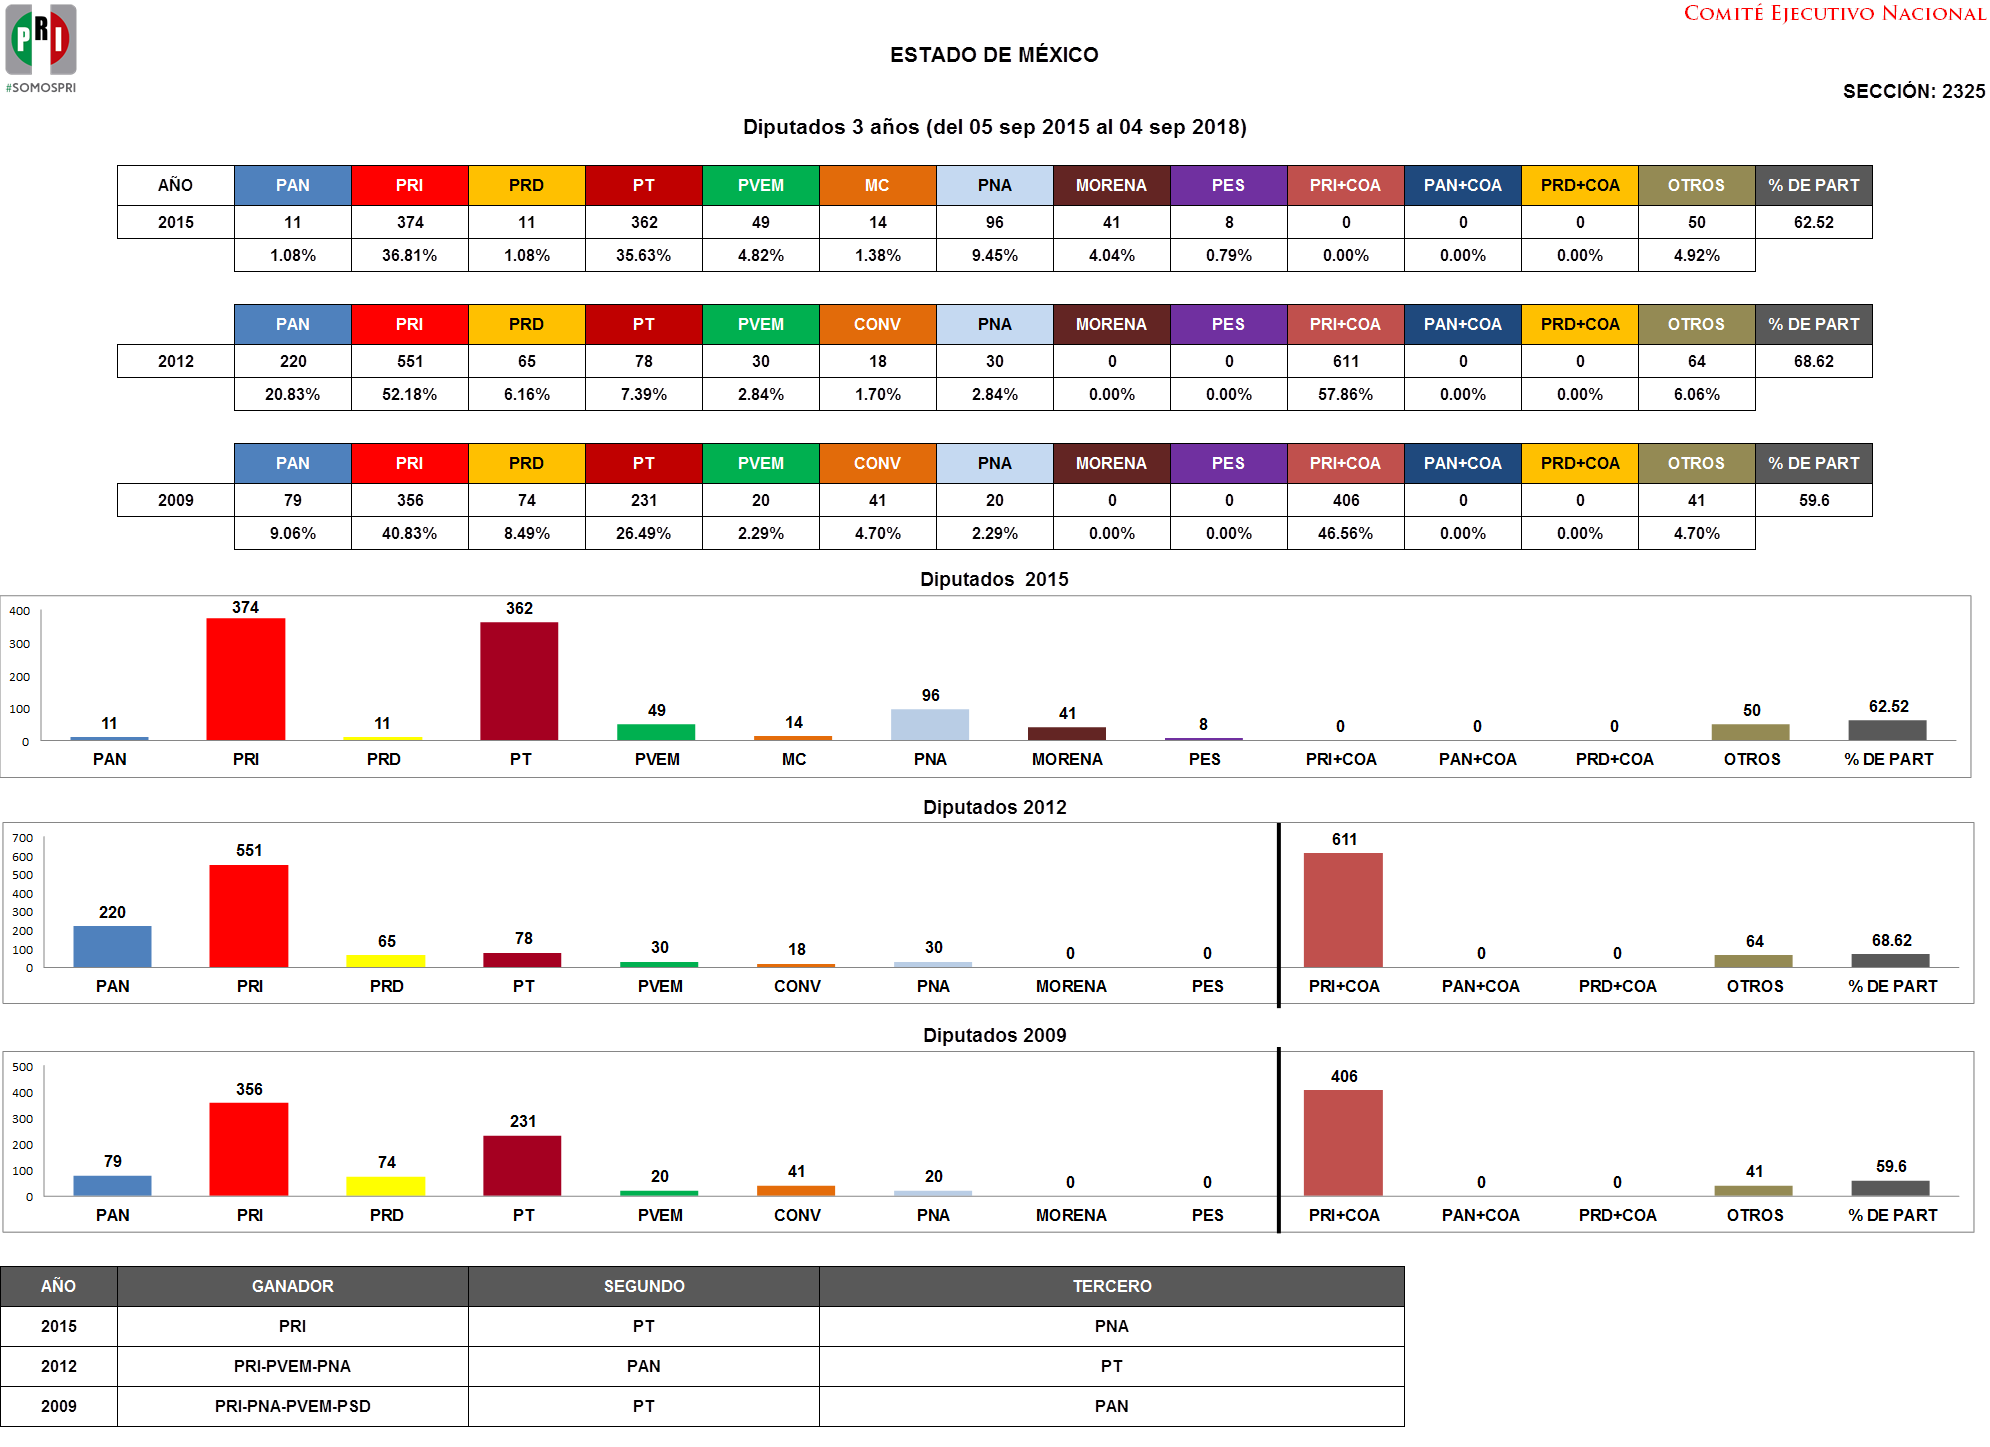 PRI
#SOMOSPRI
COMITÉ EJECUTIVO NACIONAL
ESTADO DE MÉXICO
SECCIÓN: 2325
Diputados 3 años (del 05 sep 2015 al 04 sep 2018)
AÑO PAN PRI PRD PT PVEM MC PNA MORENA PES PRI+COA PAN+COA PRD+COA OTROS % DE PART
2015 11 374 11 362 49 14 96 41 8 0 0 0 50 62.52
1.08% 36.81% 1.08% 35.63% 4.82% 1.38% 9.45% 4.04% 0.79% 0.00% 0.00% 0.00% 4.92%
PAN PRI PRD PT PVEM CONV PNA MORENA PES PRI+COA PAN+COA PRD+COA OTROS % DE PART
2012 220 551 65 78 30 18 30 0 0 611 0 0 64 68.62
20.83% 52.18% 6.16% 7.39% 2.84% 1.70% 2.84% 0.00% 0.00% 57.86% 0.00% 0.00% 6.06%
PAN PRI PRD PT PVEM CONV PNA MORENA PES PRI+COA PAN+COA PRD+COA OTROS % DE PART
2009 79 356 74 231 20 41 20 0 0 406 0 0 41 59.6
9.06% 40.83% 8.49% 26.49% 2.29% 4.70% 2.29% 0.00% 0.00% 46.56% 0.00% 0.00% 4.70%
Diputados 2015
400
300
200
100
0
11 374 11 362 49 14 96 41 8 0 0 0 50 62.52
PAN PRI PRD PT PVEM MC PNA MORENA PES PRI+COA PAN+COA PRD+COA OTROS % DE PART
Diputados 2012
700
600
500
400
300
200
100
0
220 551 65 78 30 18 30 0 0 611 0 0 64 68.62
PAN PRI PRD PT PVEM CONV PNA MORENA PES PRI+COA PAN+COA PRD+COA OTROS % DE PART
Diputados 2009
500
400
300
200
100
0
79 356 74 231 20 41 20 0 0 406 0 0 41 59.6
PAN PRI PRD PT PVEM CONV PNA MORENA PES PRI+COA PAN+COA PRD+COA OTROS % DE PART
AÑO GANADOR SEGUNDO TERCERO
2015 PRI PT PNA
2012 PRI-PVEM-PNA PAN PT
2009 PRI-PNA-PVEM-PSD PT PAN